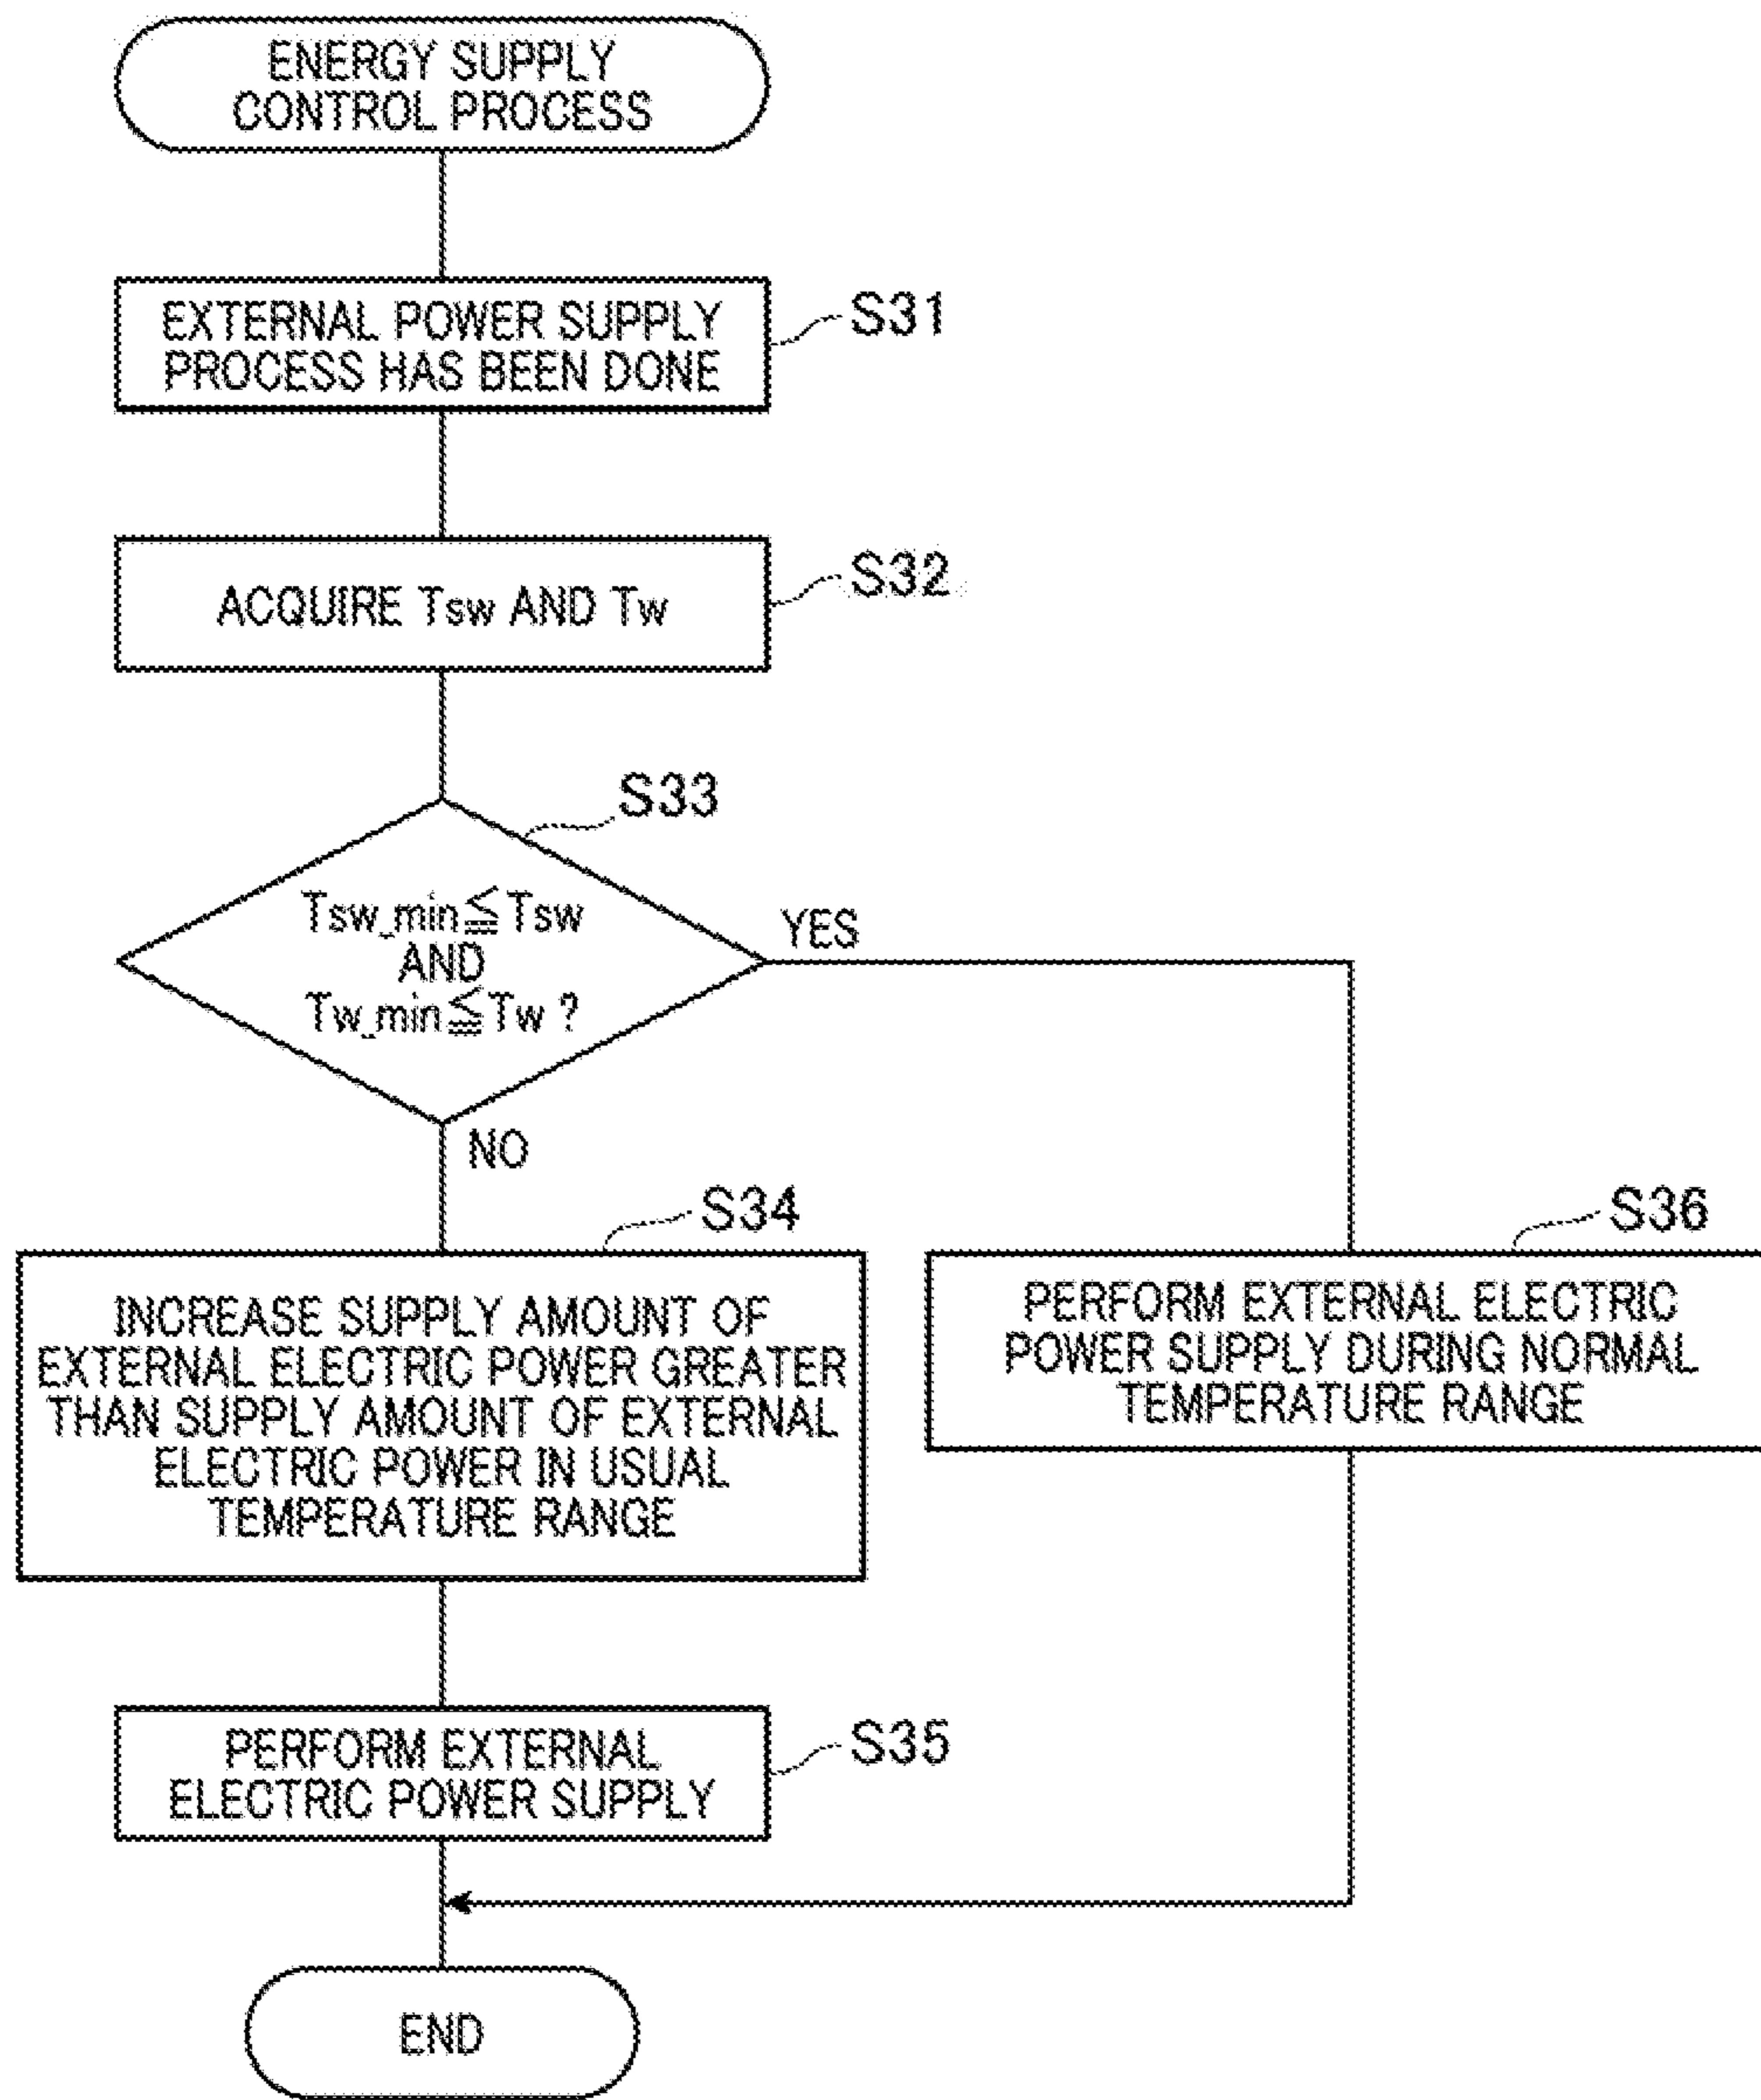 ENERGY SUPPLY
CONTROL PROCESS
EXTERNAL POWER SUPPLY
PROCESS HAS BEEN DONE
S31
ACQUIRE Tsw AND Tw
S32
S33
Tsw_min≦Tsw
AND
Tw_min≦Tw ?
YES
NO
S34
INCREASE SUPPLY AMOUNT OF
EXTERNAL ELECTRIC POWER GREATER
THAN SUPPLY AMOUNT OF EXTERNAL
ELECTRIC POWER IN USUAL
TEMPERATURE RANGE
S36
PERFORM EXTERNAL ELECTRIC
POWER SUPPLY DURING NORMAL
TEMPERATURE RANGE
PERFORM EXTERNAL
ELECTRIC POWER SUPPLY
S35
END